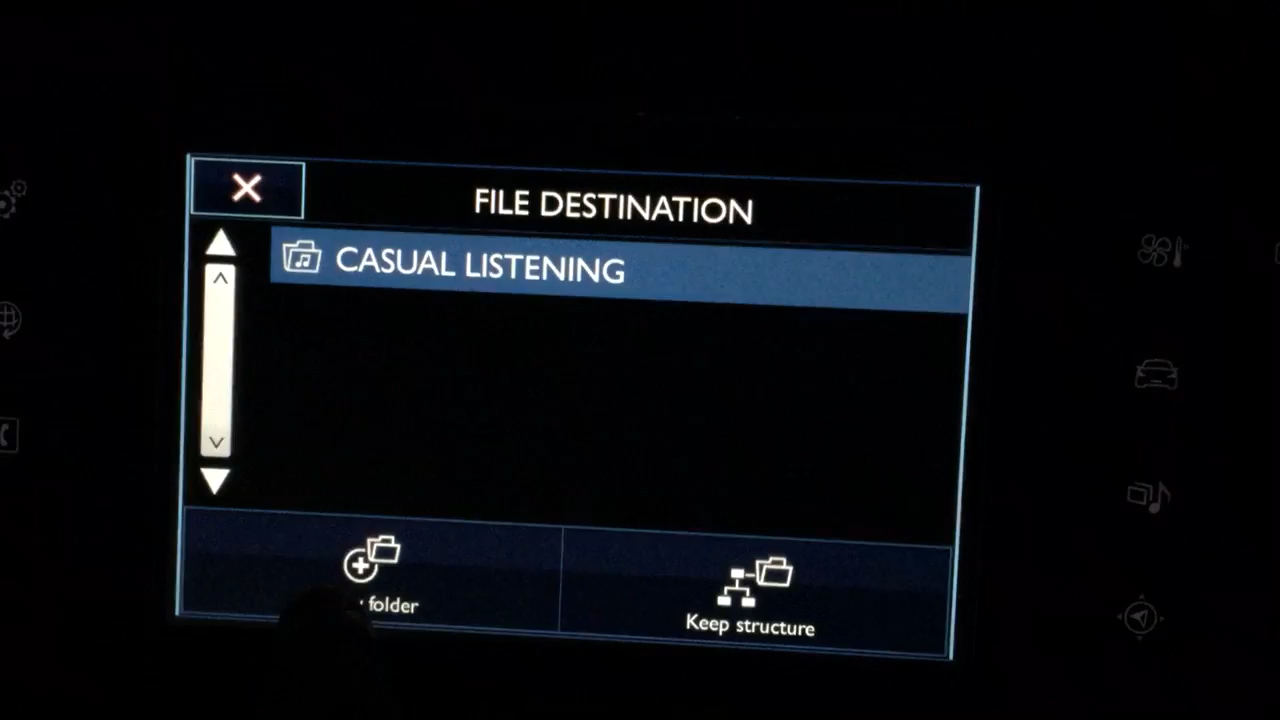 FILE DESTINATION
CASUAL LISTENING
folder
Keep structure